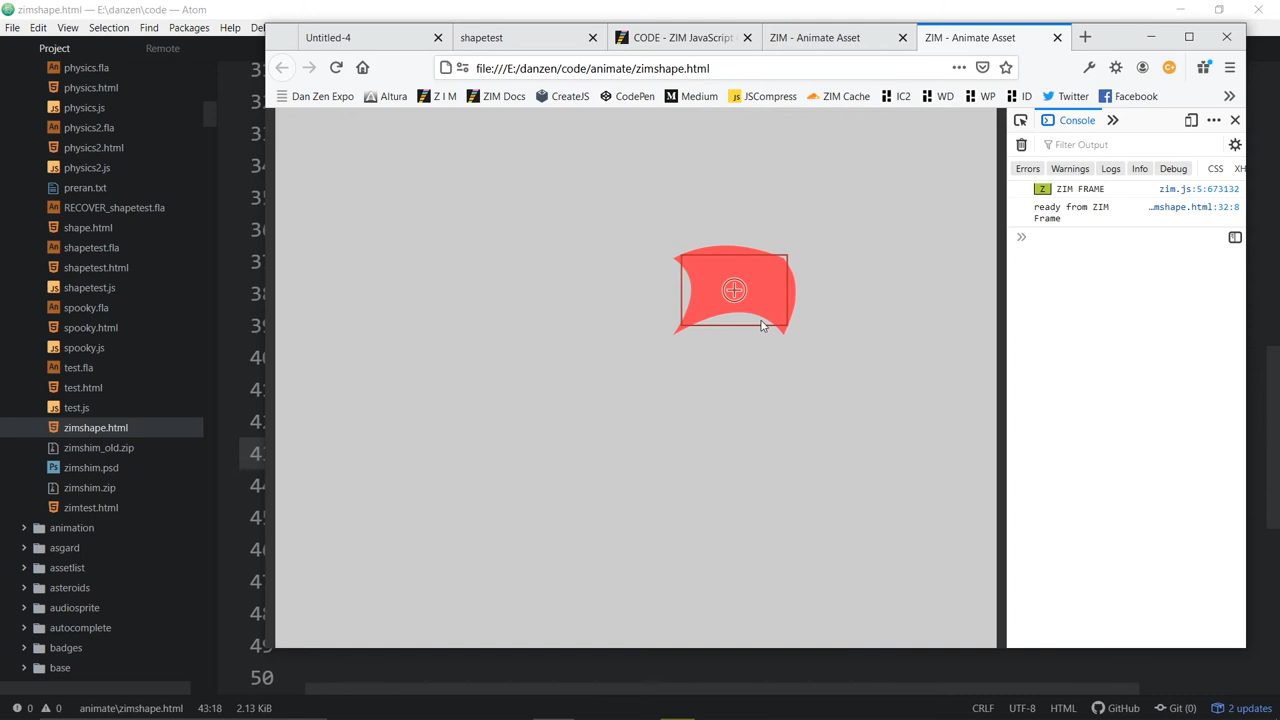 zimshape.html — E:\danzen\code — Atom
File Edit View Selection Find Packages
Project Remote
physics.fla
physics.html
physics.js
physics2.fla
physics2.html
physics2.js
preran.txt
RECOVER_shapetest.fla
shape.html
shapetest.fla
shapetest.html
shapetest.js
spooky.fla
spooky.html
spooky.js
test.fla
test.html
test.js
zimshape.html
zimshim_old.zip
zimshim.psd
zimshim.zip
zimtest.html
animation
asgard
assetlist
asteroids
audiosprite
autocomplete
badges
base
Untitled-4 shapetest CODE - ZIM JavaScript ZIM - Animate Asset ZIM - Animate Asset
file:///E:/danzen/code/animate/zimshape.html
Dan Zen Expo Altura Z I M ZIM Docs CreateJS CodePen Medium JSCompress ZIM Cache IC2 WD WP ID Twitter Facebook
Console
Filter Output
Errors Warnings Logs Info Debug CSS XH
Z ZIM FRAME zim.js:5:673132
ready from ZIM Frame …mshape.html:32:8
50
0 0 animate\zimshape.html 43:18 2.13 KiB CRLF UTF-8 HTML GitHub Git (0) 2 updates